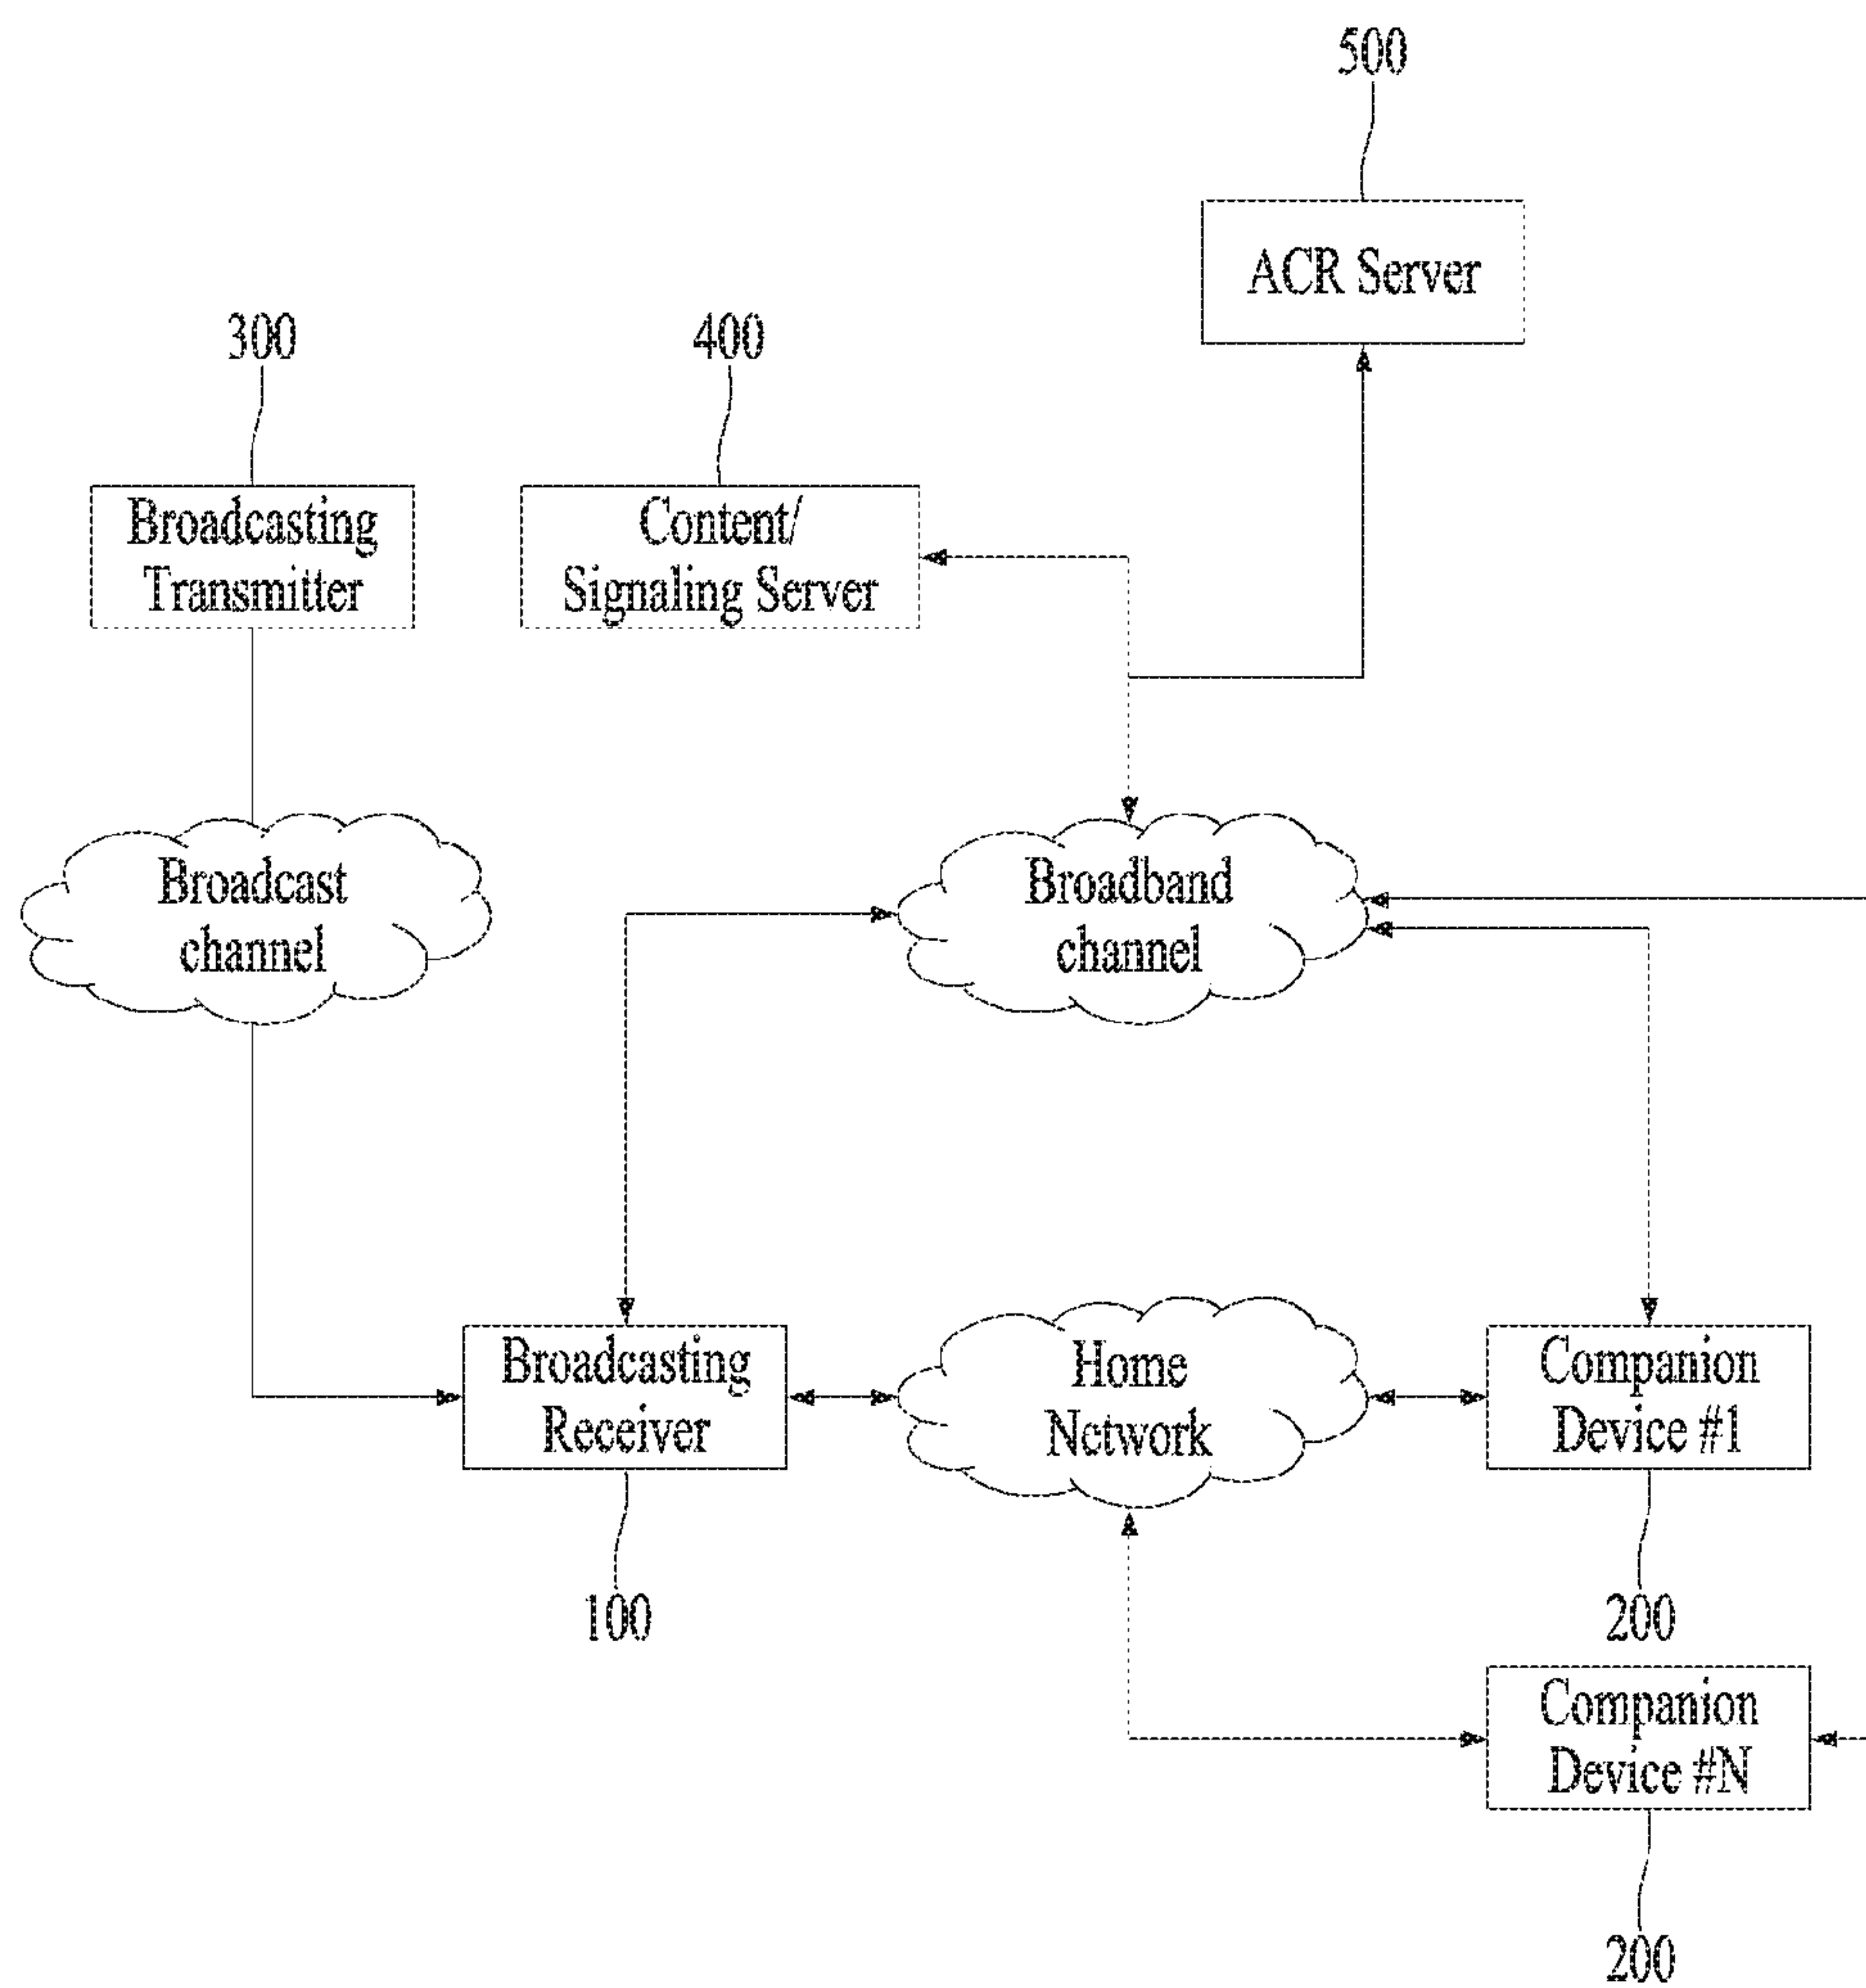 500
ACR Server
300
400
Broadcasting
Transmitter
Content/
Signaling Server
Broadcast
channel
Broadband
channel
Broadcasting
Receiver
Home
Network
Companion
Device #1
100
200
Companion
Device #N
200